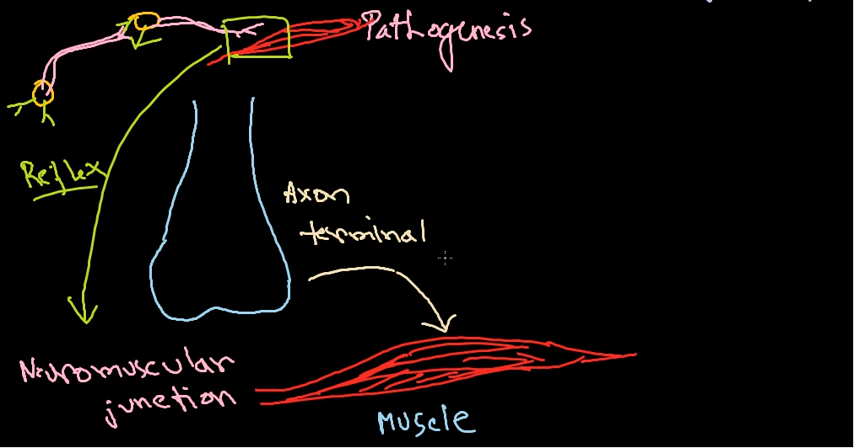 Pathogenesis
Reflex
Axon
terminal
Neuromuscular
junction
Muscle